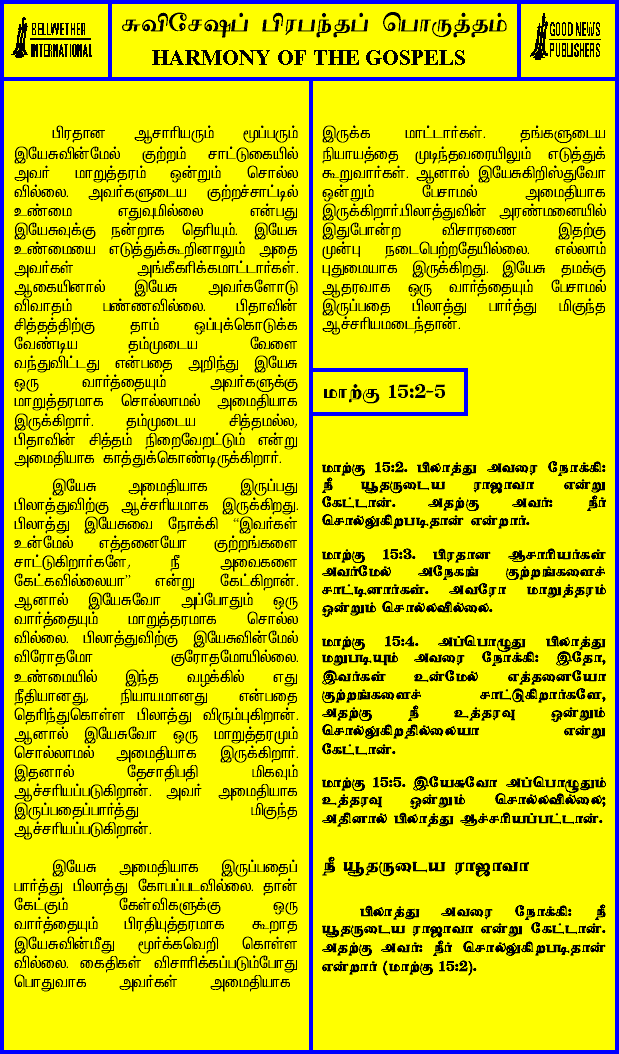 BELLWETHER
INTERNATIONAL
சுவிசேஷப் பிரபந்தப் பொருத்தம்
HARMONY OF THE GOSPELS
GOOD NEWS
PUBLISHERS
பிரதான ஆசாரியரும் மூப்பரும்
இயேசுவின்மேல் குற்றம் சாட்டுகையில்
அவர் மாறுத்தரம் ஒன்றும் சொல்ல
வில்லை. அவர்களுடைய குற்றச்சாட்டில்
உண்மை எதுவுமில்லை என்பது
இயேசுவுக்கு நன்றாக தெரியும். இயேசு
உண்மையை எடுத்துக்கூறினாலும் அதை
அவர்கள் அங்கீகரிக்கமாட்டார்கள்.
ஆகையினால் இயேசு அவர்களோடு
விவாதம் பண்ணவில்லை. பிதாவின்
சித்தத்திற்கு தாம் ஒப்புக்கொடுக்க
வேண்டிய தம்முடைய வேளை
வந்துவிட்டது என்பதை அறிந்து இயேசு
ஒரு வார்த்தையும் அவர்களுக்கு
மாறுத்தரமாக சொல்லாமல் அமைதியாக
இருக்கிறார். தம்முடைய சித்தமல்ல,
பிதாவின் சித்தம் நிறைவேறட்டும் என்று
அமைதியாக காத்துக்கொண்டிருக்கிறார்.
இயேசு அமைதியாக இருப்பது
பிலாத்துவிற்கு ஆச்சரியமாக இருக்கிறது.
பிலாத்து இயேசுவை நோக்கி “இவர்கள்
உன்மேல் எத்தனையோ குற்றங்களை
சாட்டுகிறார்களே, நீ அவைகளை
கேட்கவில்லையா” என்று கேட்கிறான்.
ஆனால் இயேசுவோ அப்போதும் ஒரு
வார்த்தையும் மாறுத்தரமாக சொல்ல
வில்லை. பிலாத்துவிற்கு இயேசுவின்மேல்
விரோதமோ குரோதமோயில்லை.
உண்மையில் இந்த வழக்கில் எது
நீதியானது, நியாயமானது என்பதை
தெரிந்துகொள்ள பிலாத்து விரும்புகிறான்.
ஆனால் இயேசுவோ ஒரு மாறுத்தரமும்
சொல்லாமல் அமைதியாக இருக்கிறார்.
இதனால் தேசாதிபதி மிகவும்
ஆச்சரியப்படுகிறான். அவர் அமைதியாக
இருப்பதைப்பார்த்து மிகுந்த
ஆச்சரியப்படுகிறான்.
இயேசு அமைதியாக இருப்பதைப்
பார்த்து பிலாத்து கோபப்படவில்லை. தான்
கேட்கும் கேள்விகளுக்கு ஒரு
வார்த்தையும் பிரதியுத்தரமாக கூறாத
இயேசுவின்மீது மூர்க்கவெறி கொள்ள
வில்லை. கைதிகள் விசாரிக்கப்படும்போது
பொதுவாக அவர்கள் அமைதியாக
இருக்க மாட்டார்கள். தங்களுடைய
நியாயத்தை முடிந்தவரையிலும் எடுத்துக்
கூறுவார்கள். ஆனால் இயேசுகிறிஸ்துவோ
ஒன்றும் பேசாமல் அமைதியாக
இருக்கிறார்.பிலாத்துவின் அரண்மனையில்
இதுபோன்ற விசாரணை இதற்கு
முன்பு நடைபெற்றதேயில்லை. எல்லாம்
புதுமையாக இருக்கிறது. இயேசு தமக்கு
ஆதரவாக ஒரு வார்த்தையும் பேசாமல்
இருப்பதை பிலாத்து பார்த்து மிகுந்த
ஆச்சரியமடைந்தான்.
மாற்கு 15:2-5
மாற்கு 15:2. பிலாத்து அவரை நோக்கி:
நீ யூதருடைய ராஜாவா என்று
கேட்டான். அதற்கு அவர்: நீர்
சொல்லுகிறபடிதான் என்றார்.
மாற்கு 15:3. பிரதான ஆசாரியர்கள்
அவர்மேல் அநேகங் குற்றங்களைச்
சாட்டினார்கள். அவரோ மாறுத்தரம்
ஒன்றும் சொல்லவில்லை.
மாற்கு 15:4. அப்பொழுது பிலாத்து
மறுபடியும் அவரை நோக்கி: இதோ,
இவர்கள் உன்மேல் எத்தனையோ
குற்றங்களைச் சாட்டுகிறார்களே,
அதற்கு நீ உத்தரவு ஒன்றும்
சொல்லுகிறதில்லையா என்று
கேட்டான்.
மாற்கு 15:5. இயேசுவோ அப்பொழுதும்
உத்தரவு ஒன்றும் சொல்லவில்லை;
அதினால் பிலாத்து ஆச்சரியப்பட்டான்.
நீ யூதருடைய ராஜாவா
பிலாத்து அவரை நோக்கி: நீ
யூதருடைய ராஜாவா என்று கேட்டான்.
அதற்கு அவர்: நீர் சொல்லுகிறபடிதான்
என்றார் (மாற்கு 15:2).